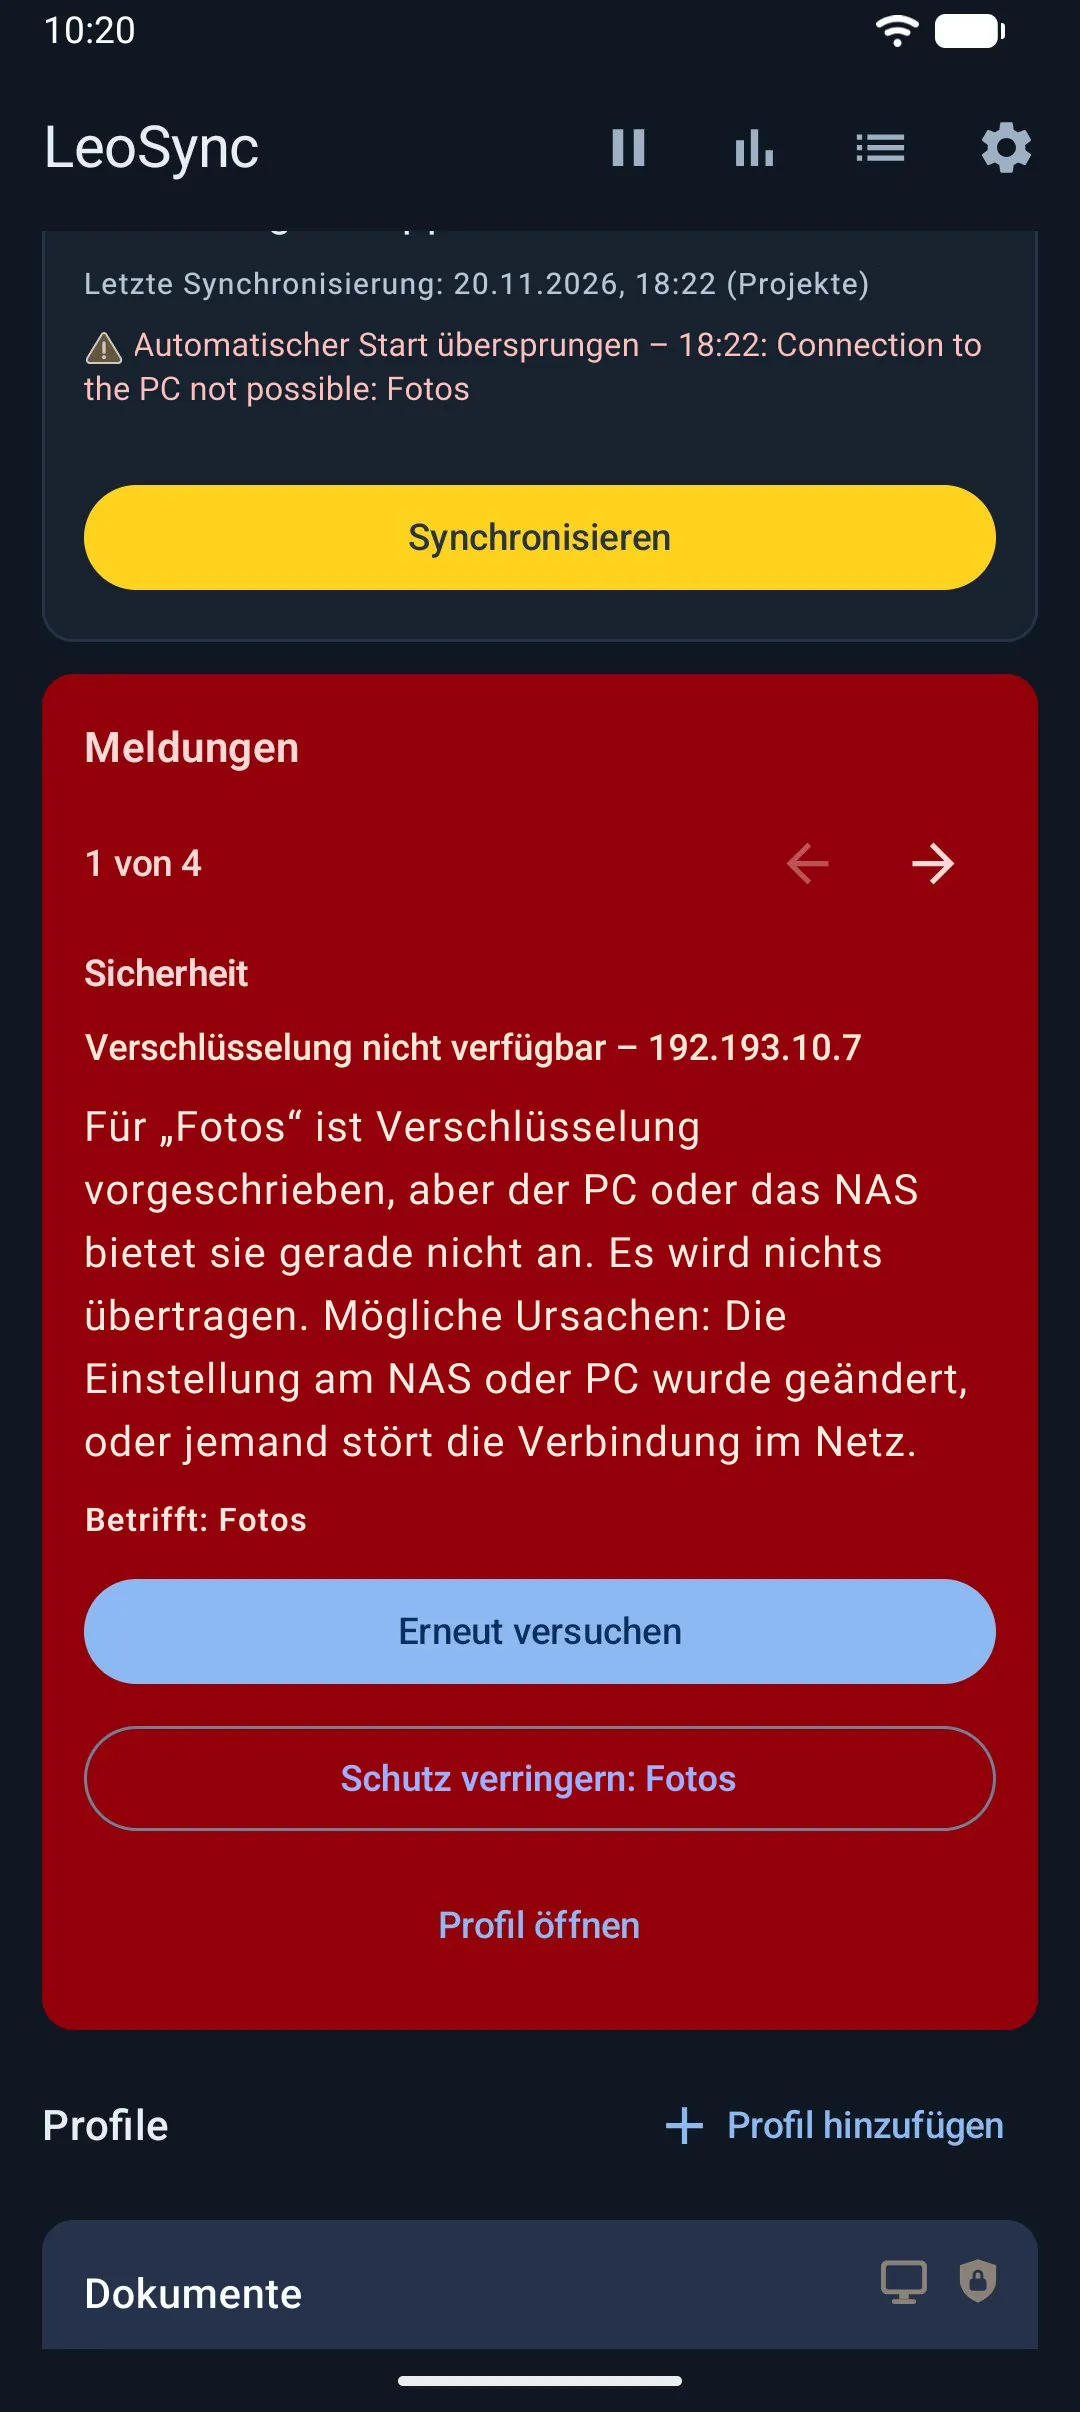 10:20
LeoSync
Letzte Synchronisierung: 20.11.2026, 18:22 (Projekte)
⚠ Automatischer Start übersprungen – 18:22: Connection to
the PC not possible: Fotos
Synchronisieren
Meldungen
1 von 4
Sicherheit
Verschlüsselung nicht verfügbar – 192.193.10.7
Für „Fotos“ ist Verschlüsselung
vorgeschrieben, aber der PC oder das NAS
bietet sie gerade nicht an. Es wird nichts
übertragen. Mögliche Ursachen: Die
Einstellung am NAS oder PC wurde geändert,
oder jemand stört die Verbindung im Netz.
Betrifft: Fotos
Erneut versuchen
Schutz verringern: Fotos
Profil öffnen
Profile
Profil hinzufügen
Dokumente